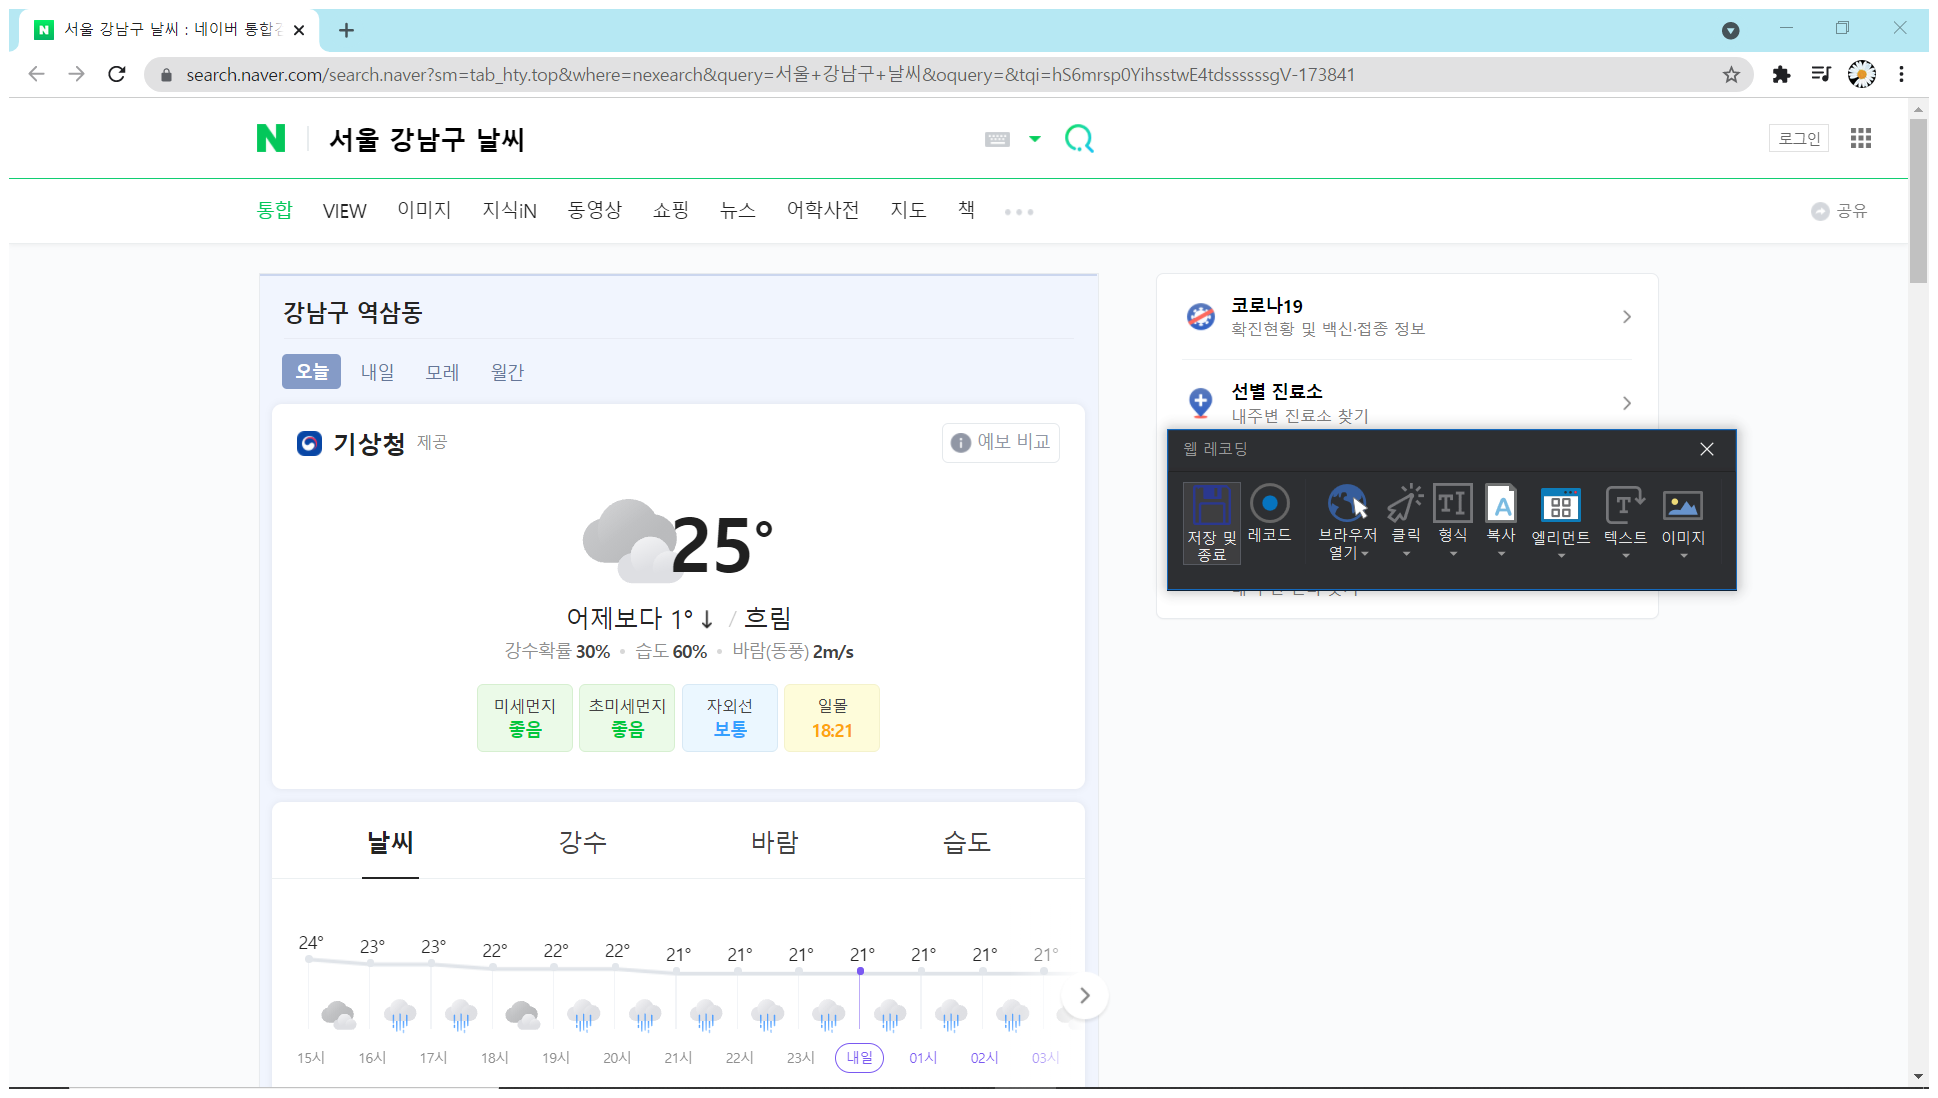 서울 강남구 날씨 : 네이버 통합
search.naver.com/search.naver?sm=tab_hty.top&where=nexearch&query=서울+강남구+날씨&oquery=&tqi=hS6mrsp0YihsstwE4tdssssssgV-173841
N
서울 강남구 날씨
로그인
통합 VIEW 이미지 지식iN 동영상 쇼핑 뉴스 어학사전 지도 책
공유
강남구 역삼동
오늘 내일 모레 월간
기상청 제공
예보 비교
25°
어제보다 1° ↓ / 흐림
강수확률 30% • 습도 60% • 바람(동풍) 2m/s
미세먼지 초미세먼지 자외선 일몰
좋음 좋음 보통 18:21
날씨 강수 바람 습도
24° 23° 23° 22° 22° 22° 21° 21° 21° 21° 21° 21° 21°
15시 16시 17시 18시 19시 20시 21시 22시 23시 내일 01시 02시 03시
코로나19
확진현황 및 백신·접종 정보
선별 진료소
내주변 진료소 찾기
웹 레코딩
저장 및 종료
레코드
브라우저 열기
클릭
형식
복사
엘리먼트
텍스트
이미지